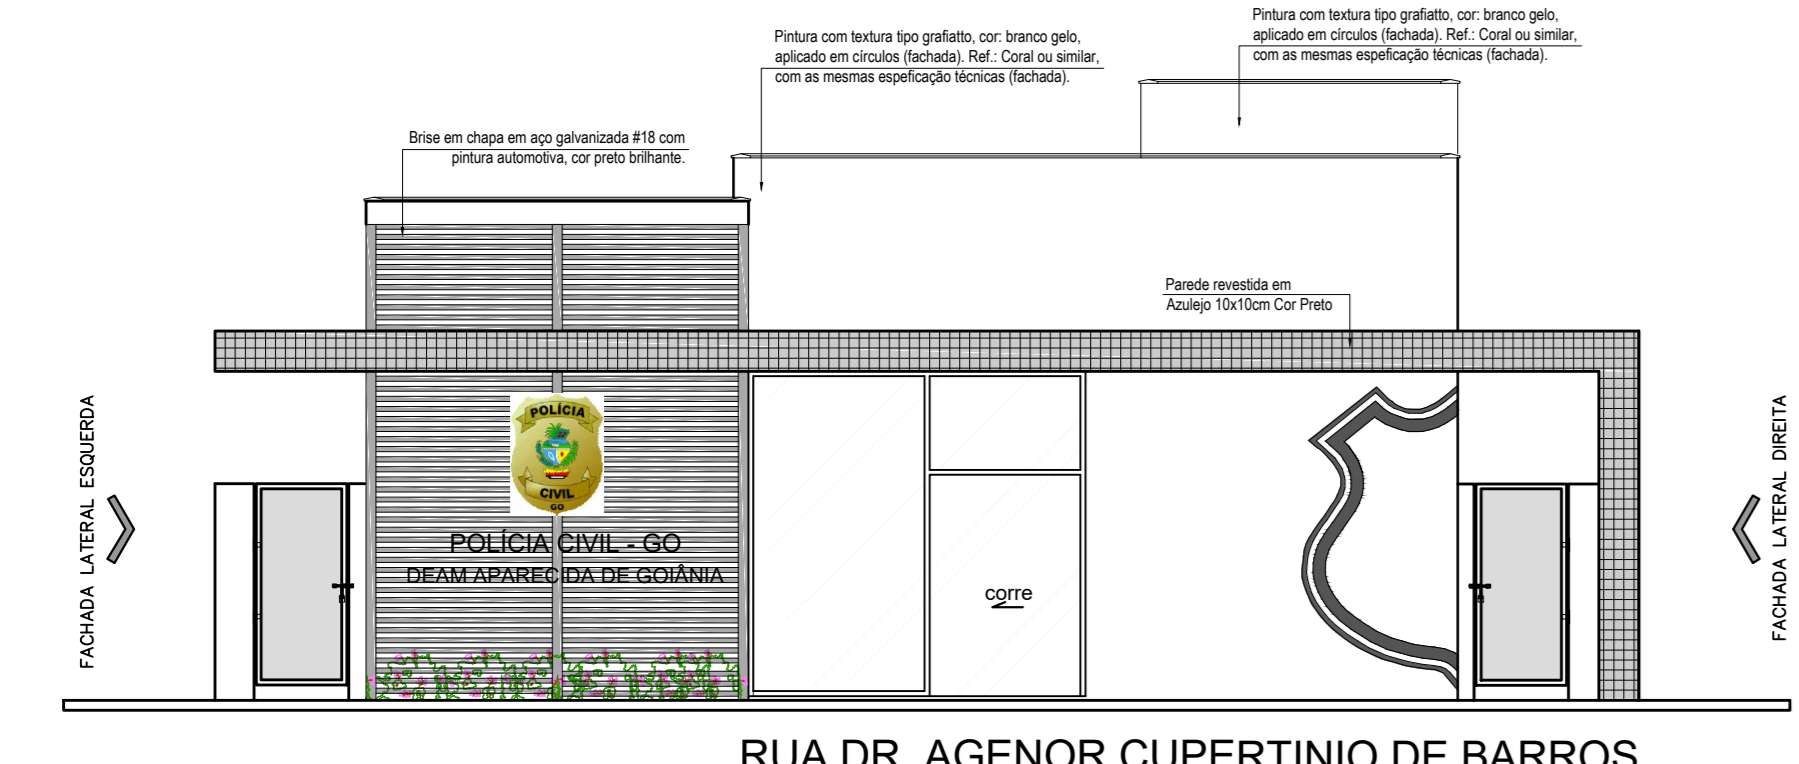 Pintura com textura tipo grafiatto, cor: branco gelo,
aplicado em círculos (fachada). Ref.: Coral ou similar,
com as mesmas espeficação técnicas (fachada).
Pintura com textura tipo grafiatto, cor: branco gelo,
aplicado em círculos (fachada). Ref.: Coral ou similar,
com as mesmas espeficação técnicas (fachada).
Brise em chapa em aço galvanizada #18 com
pintura automotiva, cor preto brilhante.
Parede revestida em
Azulejo 10x10cm Cor Preto
FACHADA LATERAL ESQUERDA
POLÍCIA
CIVIL
GO
POLÍCIA CIVIL - GO
DEAM APARECIDA DE GOIÂNIA
corre
FACHADA LATERAL DIREITA
RUA DR. AGENOR CUPERTINIO DE BARROS